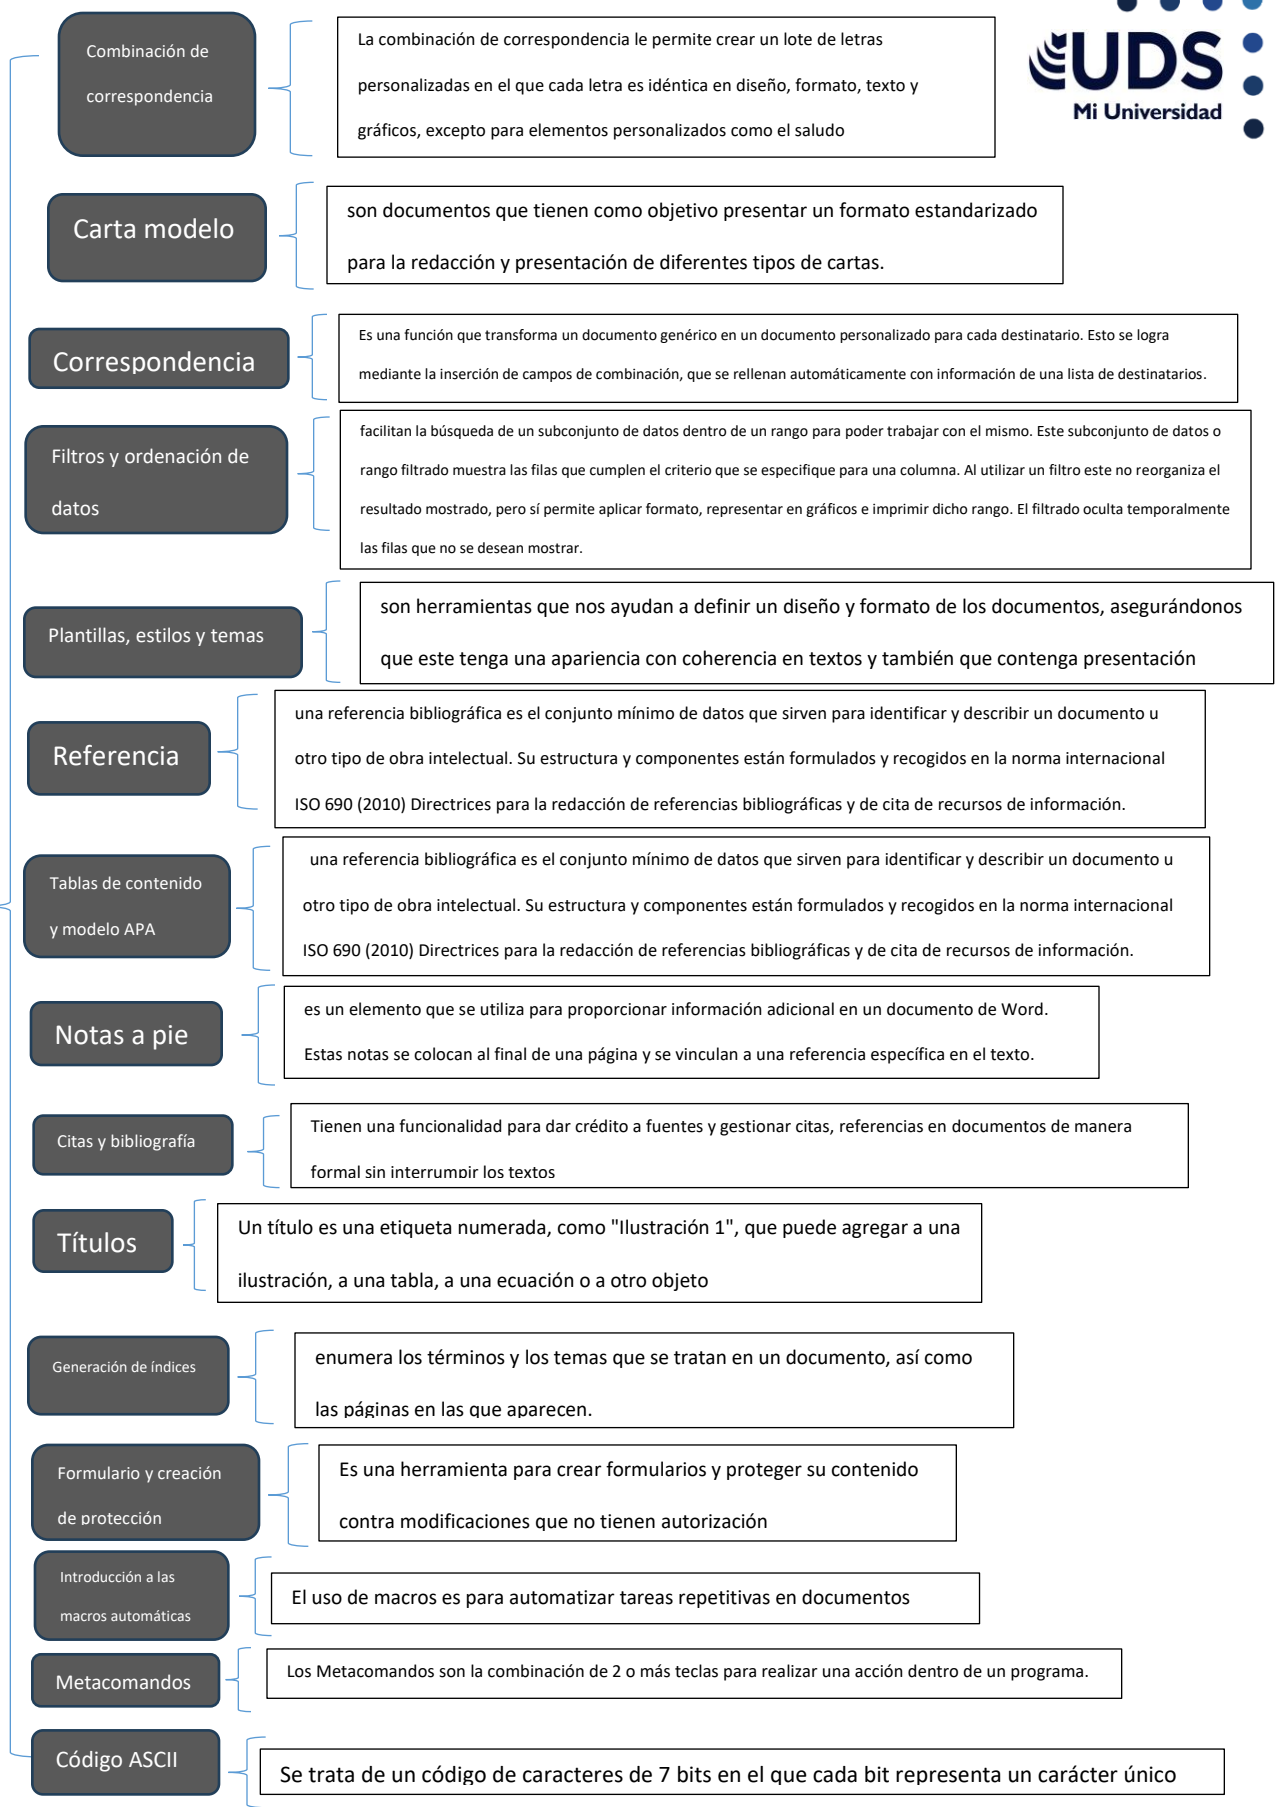 Combinación de
correspondencia
La combinación de correspondencia le permite crear un lote de letras
personalizadas en el que cada letra es idéntica en diseño, formato, texto y
gráficos, excepto para elementos personalizados como el saludo
UDS
Mi Universidad
Carta modelo
son documentos que tienen como objetivo presentar un formato estandarizado
para la redacción y presentación de diferentes tipos de cartas.
Correspondencia
Es una función que transforma un documento genérico en un documento personalizado para cada destinatario. Esto se logra
mediante la inserción de campos de combinación, que se rellenan automáticamente con información de una lista de destinatarios.
Filtros y ordenación de
datos
facilitan la búsqueda de un subconjunto de datos dentro de un rango para poder trabajar con el mismo. Este subconjunto de datos o
rango filtrado muestra las filas que cumplen el criterio que se especifique para una columna. Al utilizar un filtro este no reorganiza el
resultado mostrado, pero sí permite aplicar formato, representar en gráficos e imprimir dicho rango. El filtrado oculta temporalmente
las filas que no se desean mostrar.
Plantillas, estilos y temas
son herramientas que nos ayudan a definir un diseño y formato de los documentos, asegurándonos
que este tenga una apariencia con coherencia en textos y también que contenga presentación
Referencia
una referencia bibliográfica es el conjunto mínimo de datos que sirven para identificar y describir un documento u
otro tipo de obra intelectual. Su estructura y componentes están formulados y recogidos en la norma internacional
ISO 690 (2010) Directrices para la redacción de referencias bibliográficas y de cita de recursos de información.
Tablas de contenido
y modelo APA
una referencia bibliográfica es el conjunto mínimo de datos que sirven para identificar y describir un documento u
otro tipo de obra intelectual. Su estructura y componentes están formulados y recogidos en la norma internacional
ISO 690 (2010) Directrices para la redacción de referencias bibliográficas y de cita de recursos de información.
Notas a pie
es un elemento que se utiliza para proporcionar información adicional en un documento de Word.
Estas notas se colocan al final de una página y se vinculan a una referencia específica en el texto.
Citas y bibliografía
Tienen una funcionalidad para dar crédito a fuentes y gestionar citas, referencias en documentos de manera
formal sin interrumpir los textos
Títulos
Un título es una etiqueta numerada, como "Ilustración 1", que puede agregar a una
ilustración, a una tabla, a una ecuación o a otro objeto
Generación de índices
enumera los términos y los temas que se tratan en un documento, así como
las páginas en las que aparecen.
Formulario y creación
de protección
Es una herramienta para crear formularios y proteger su contenido
contra modificaciones que no tienen autorización
Introducción a las
macros automáticas
El uso de macros es para automatizar tareas repetitivas en documentos
Metacomandos
Los Metacomandos son la combinación de 2 o más teclas para realizar una acción dentro de un programa.
Código ASCII
Se trata de un código de caracteres de 7 bits en el que cada bit representa un carácter único